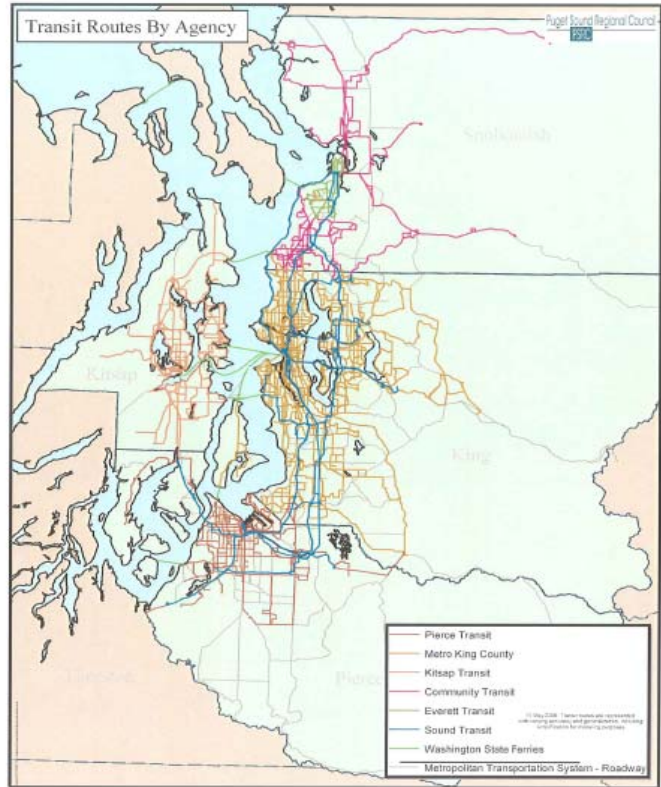 Transit Routes By Agency
Puget Sound Regional Council
PSRC
Snohomish
Kitsap
King
Thurston
Pierce
Pierce Transit
Metro King County
Kitsap Transit
Community Transit
Everett Transit
Sound Transit
Washington State Ferries
Metropolitan Transportation System - Roadway